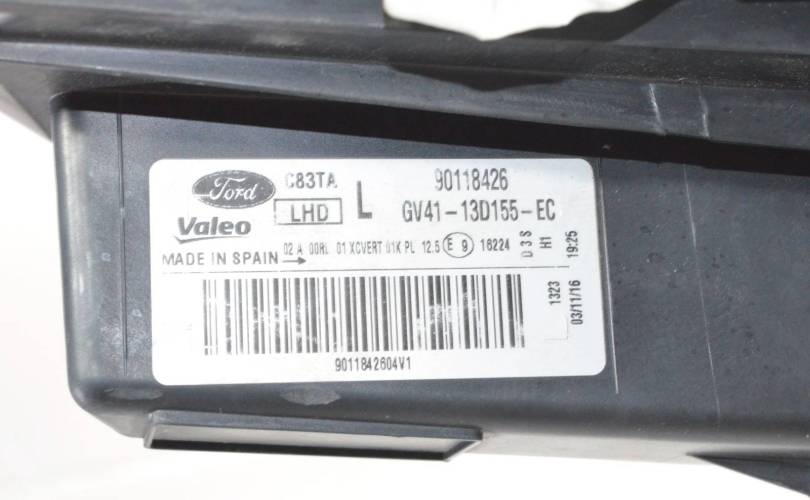 Ford C83TA 90118426
Valeo LHD L GV41-13D155-EC
02 A 00RL 01 XCVERT 01K PL 12.5 E 9 16224
MADE IN SPAIN
D3S
H1
19:25
1323
03/11/16
9011842604V1